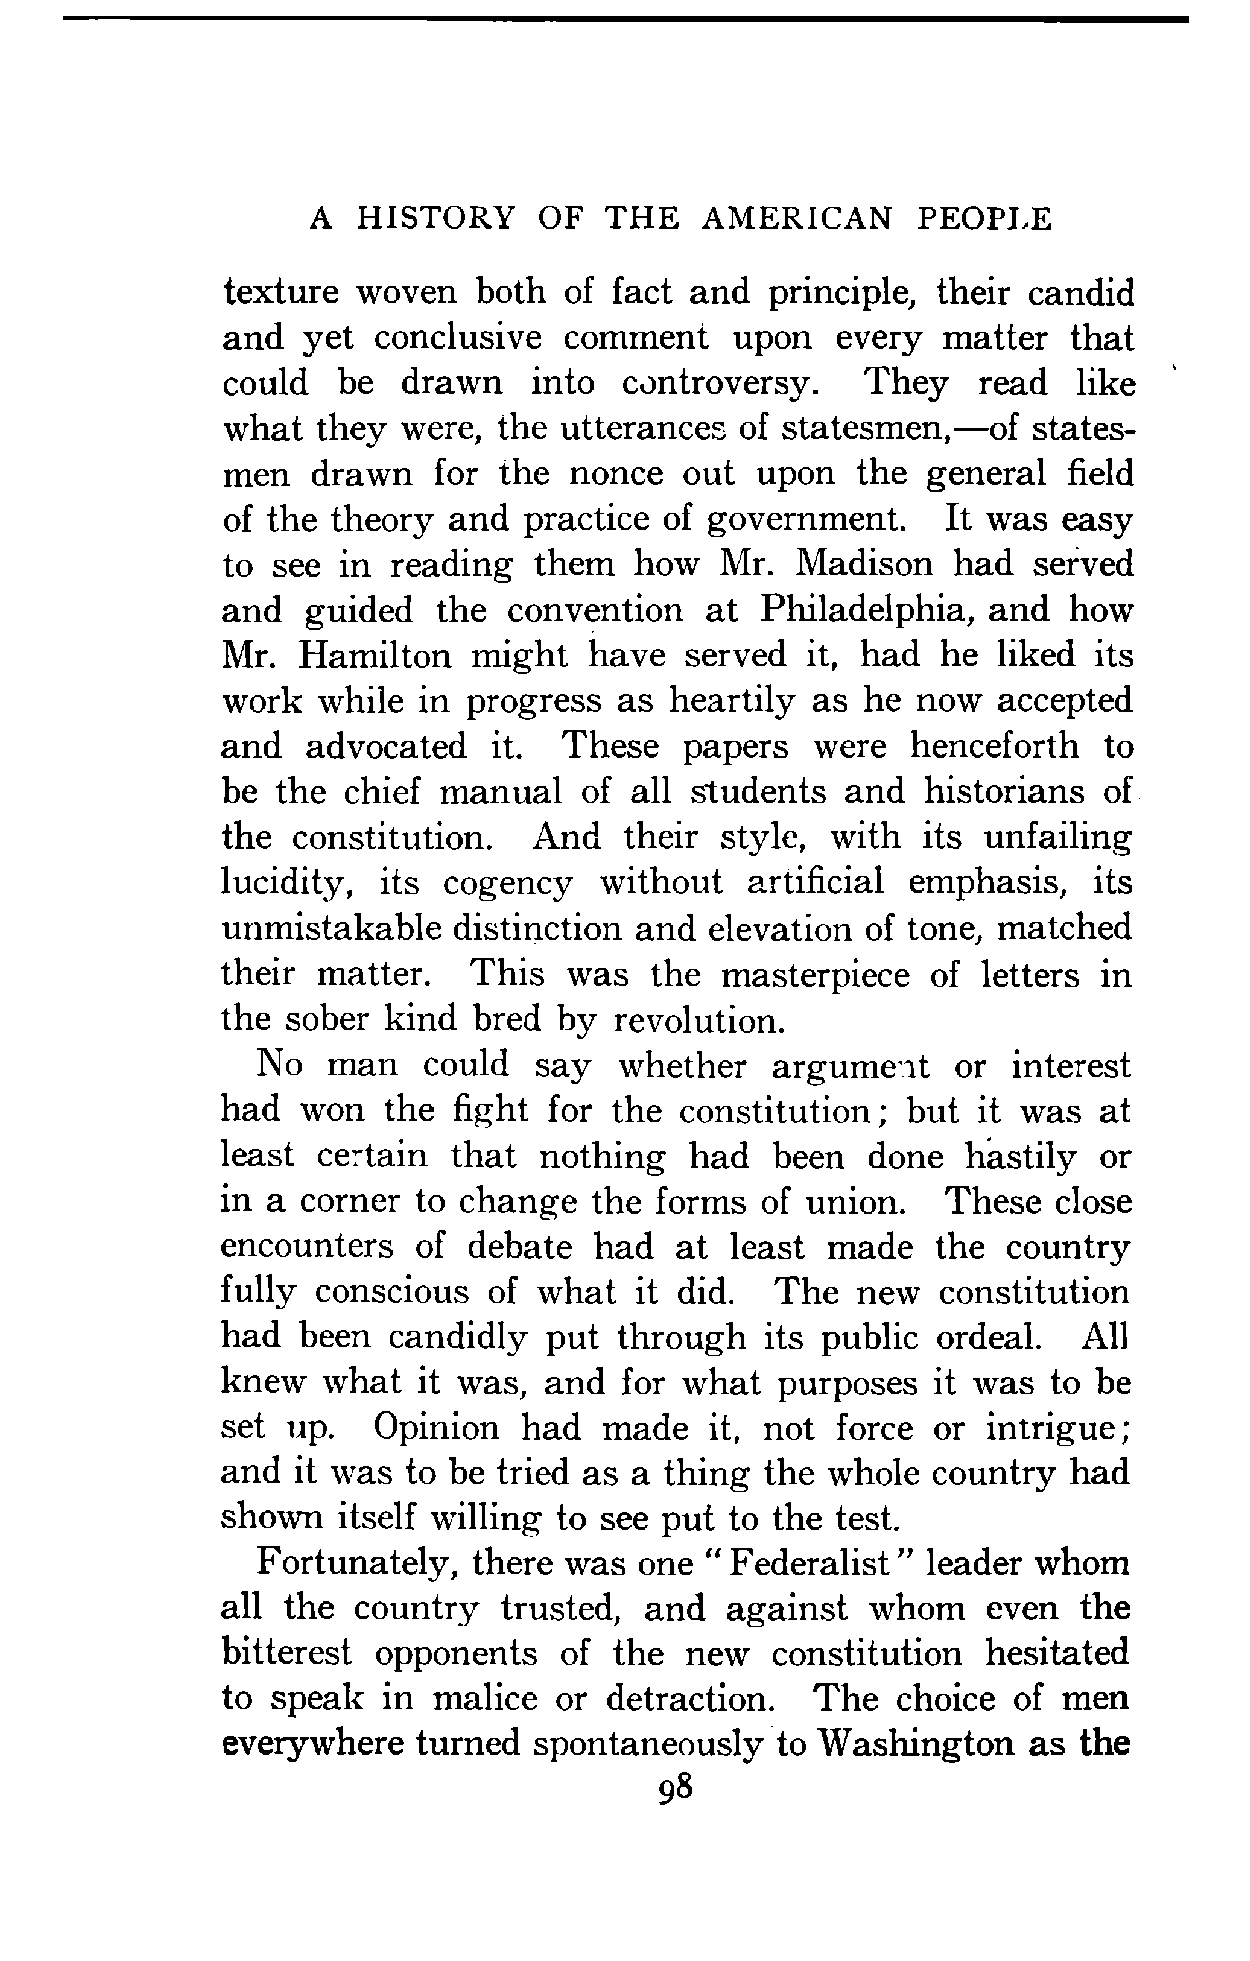 A HISTORY OF THE AMERICAN PEOPLE
texture woven both of fact and principle, their candid
and yet conclusive comment upon every matter that
could be drawn into controversy. They read like
what they were, the utterances of statesmen,—of states-
men drawn for the nonce out upon the general field
of the theory and practice of government. It was easy
to see in reading them how Mr. Madison had served
and guided the convention at Philadelphia, and how
Mr. Hamilton might have served it, had he liked its
work while in progress as heartily as he now accepted
and advocated it. These papers were henceforth to
be the chief manual of all students and historians of
the constitution. And their style, with its unfailing
lucidity, its cogency without artificial emphasis, its
unmistakable distinction and elevation of tone, matched
their matter. This was the masterpiece of letters in
the sober kind bred by revolution.
No man could say whether argument or interest
had won the fight for the constitution; but it was at
least certain that nothing had been done hastily or
in a corner to change the forms of union. These close
encounters of debate had at least made the country
fully conscious of what it did. The new constitution
had been candidly put through its public ordeal. All
knew what it was, and for what purposes it was to be
set up. Opinion had made it, not force or intrigue;
and it was to be tried as a thing the whole country had
shown itself willing to see put to the test.
Fortunately, there was one "Federalist" leader whom
all the country trusted, and against whom even the
bitterest opponents of the new constitution hesitated
to speak in malice or detraction. The choice of men
everywhere turned spontaneously to Washington as the
98